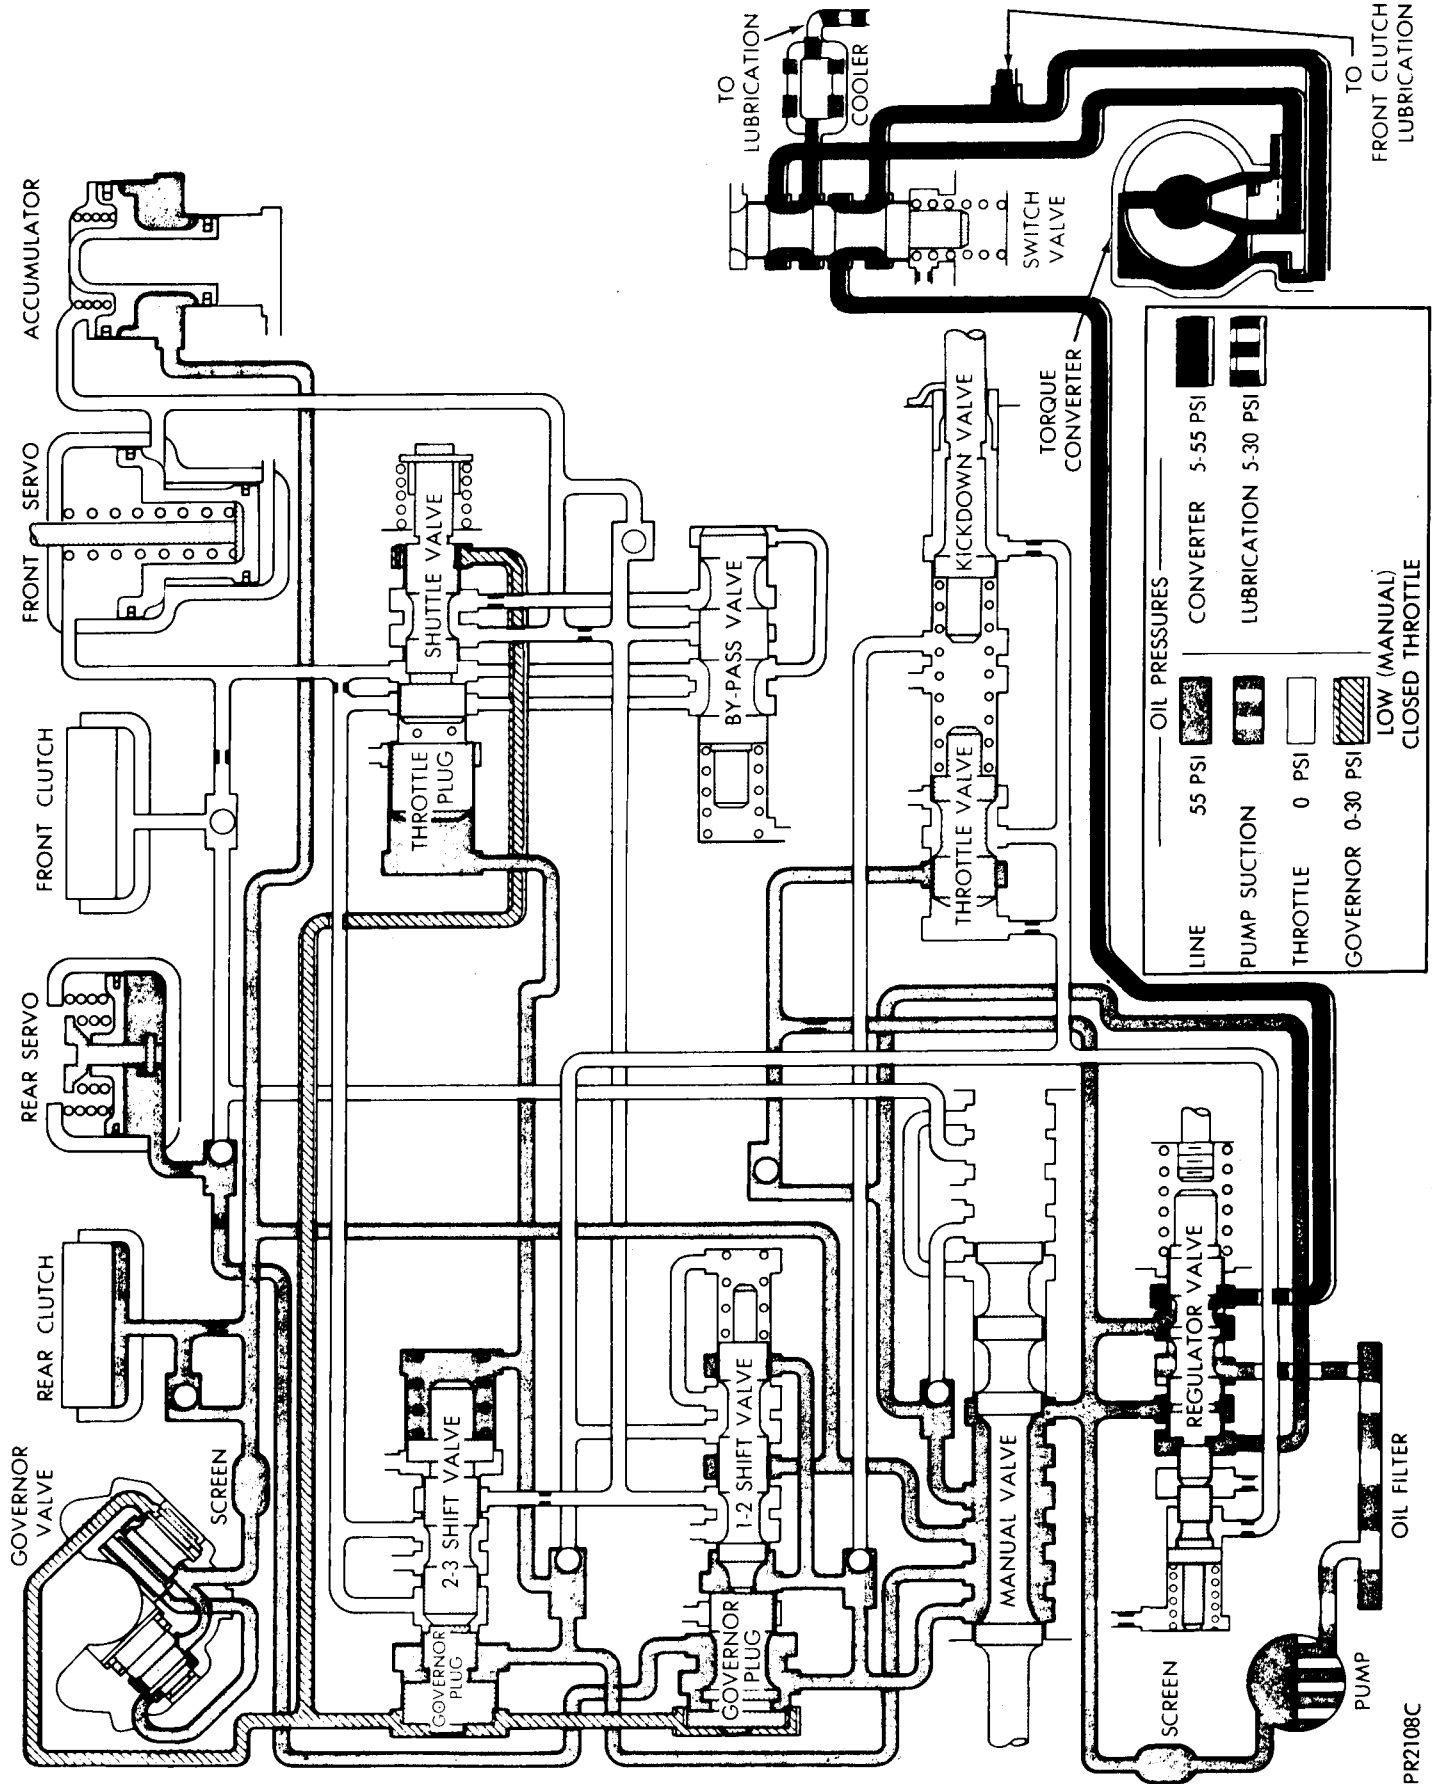 ACCUMULATOR
FRONT SERVO
FRONT CLUTCH
REAR SERVO
REAR CLUTCH
GOVERNOR
VALVE
SCREEN
SHUTTLE VALVE
THROTTLE
PLUG
2-3 SHIFT VALVE
GOVERNOR
PLUG
BY-PASS VALVE
1-2 SHIFT VALVE
GOVERNOR
PLUG
TO
LUBRICATION
COOLER
SWITCH
VALVE
KICKDOWN VALVE
THROTTLE VALVE
MANUAL VALVE
TORQUE
CONVERTER
TO
FRONT CLUTCH
LUBRICATION
REGULATOR VALVE
SCREEN
PUMP
OIL FILTER
OIL PRESSURES
LINE 55 PSI
CONVERTER 5-55 PSI
PUMP SUCTION
LUBRICATION 5-30 PSI
THROTTLE 0 PSI
GOVERNOR 0-30 PSI
LOW (MANUAL)
CLOSED THROTTLE
PR2108C